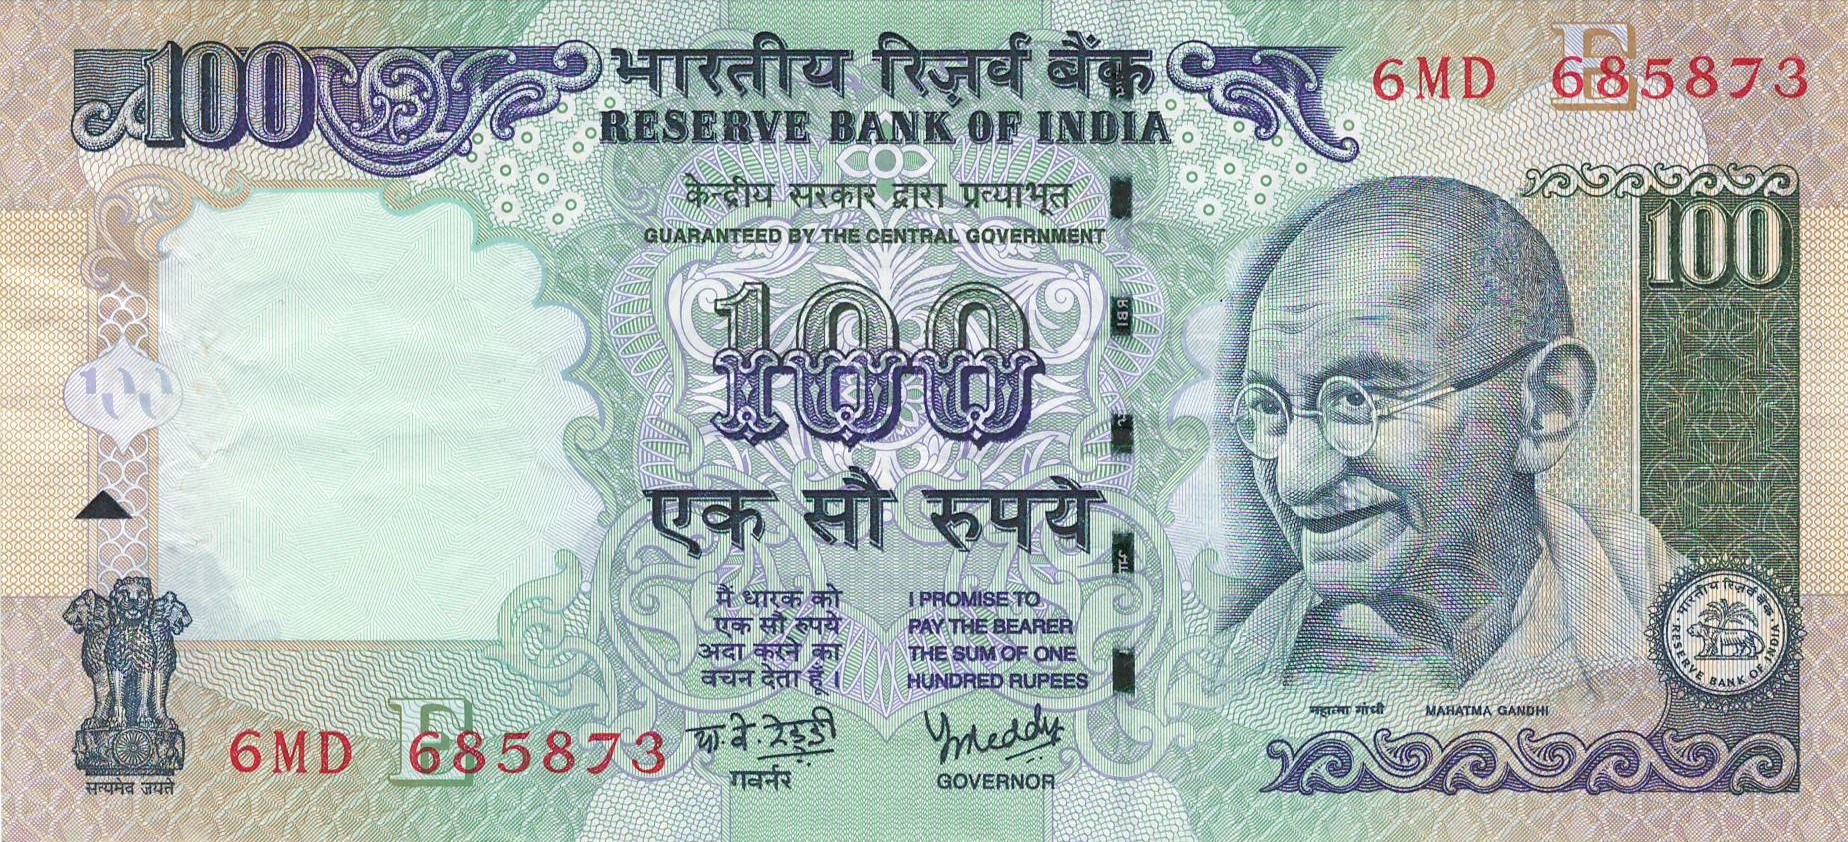 100
भारतीय रिज़र्व बैंक
6MD 685873
RESERVE BANK OF INDIA
केन्द्रीय सरकार द्वारा प्रत्याभूत
GUARANTEED BY THE CENTRAL GOVERNMENT
100
100
RBI
100
एक सौ रुपये
मैं धारक को
एक सौ रुपये
अदा करने का
वचन देता हूँ।
I PROMISE TO
PAY THE BEARER
THE SUM OF ONE
HUNDRED RUPEES
भारतीय रिज़र्व बैंक
RESERVE BANK OF INDIA
महात्मा गांधी MAHATMA GANDHI
E
6MD 685873
या. वे. रेड्डी
YVReddy
गवर्नर
GOVERNOR
सत्यमेव जयते